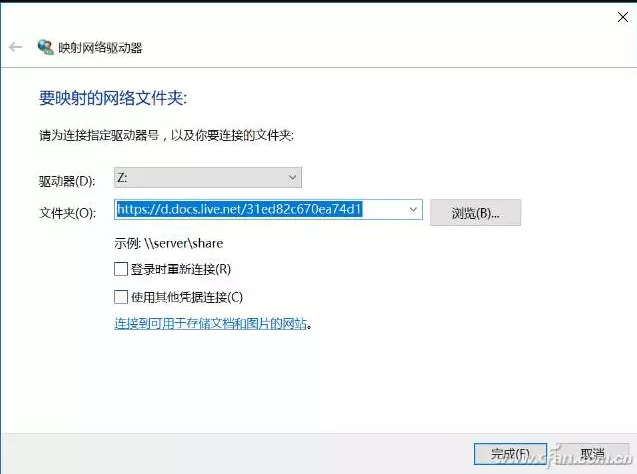 映射网络驱动器
要映射的网络文件夹:
请为连接指定驱动器号，以及你要连接的文件夹:
驱动器(D): Z:
文件夹(O): https://d.docs.live.net/31ed82c670ea74d1 浏览(B)...
示例: \\server\share
登录时重新连接(R)
使用其他凭据连接(C)
连接到可用于存储文档和图片的网站。
完成(F) 取消
www.cfan.com.cn